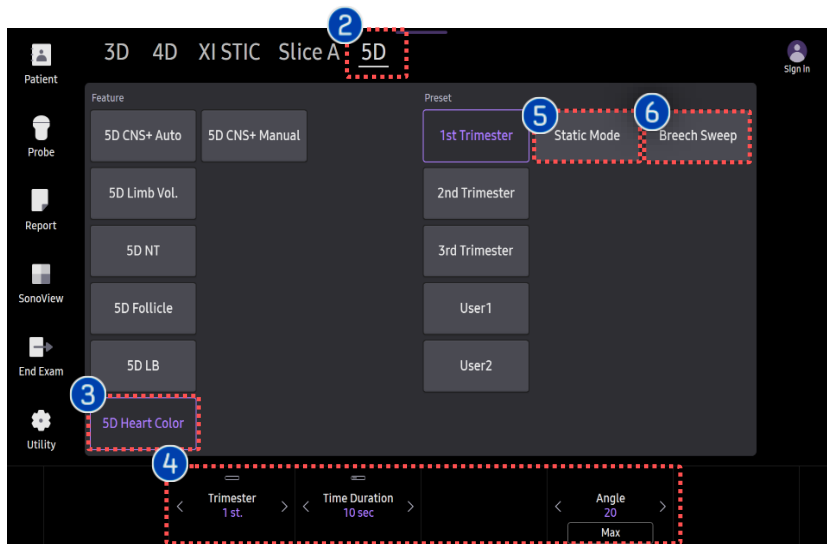 2
3D 4D XI STIC Slice A 5D
Patient
Sign In
Feature
Preset
5
6
5D CNS+ Auto
5D CNS+ Manual
1st Trimester
Static Mode
Breech Sweep
Probe
5D Limb Vol.
2nd Trimester
Report
5D NT
3rd Trimester
SonoView
5D Follicle
User1
End Exam
5D LB
User2
3
5D Heart Color
Utility
4
Trimester
1 st.
Time Duration
10 sec
Angle
20
Max